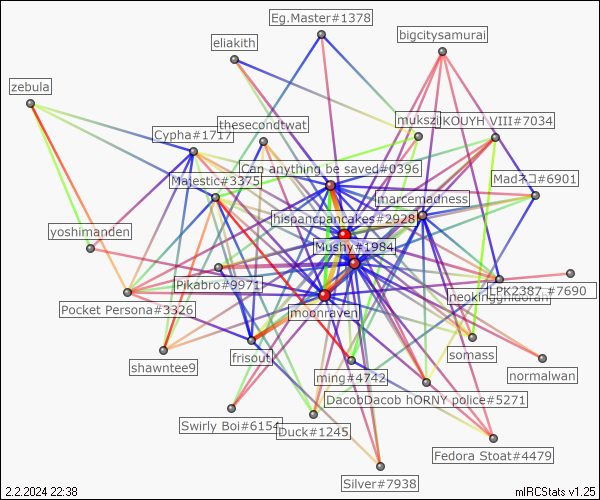 Eg.Master#1378
bigcitysamurai
eliakith
zebula
thesecondtwat
mukszi
KOUYH VIII#7034
Cypha#1717
Can anything be saved#0396
Majestic#3375
Madネコ#6901
marcemadness
hispancpancakes#2928
yoshimanden
Mushy#1984
Pikabro#9971
LPK2387_#7690
neokingghidorah
Pocket Persona#3326
moonraven
frisout
somass
shawntee9
normalwan
ming#4742
DacobDacob hORNY police#5271
Swirly Boi#6154
Duck#1245
Fedora Stoat#4479
Silver#7938
2.2.2024 22:38
mIRCStats v1.25